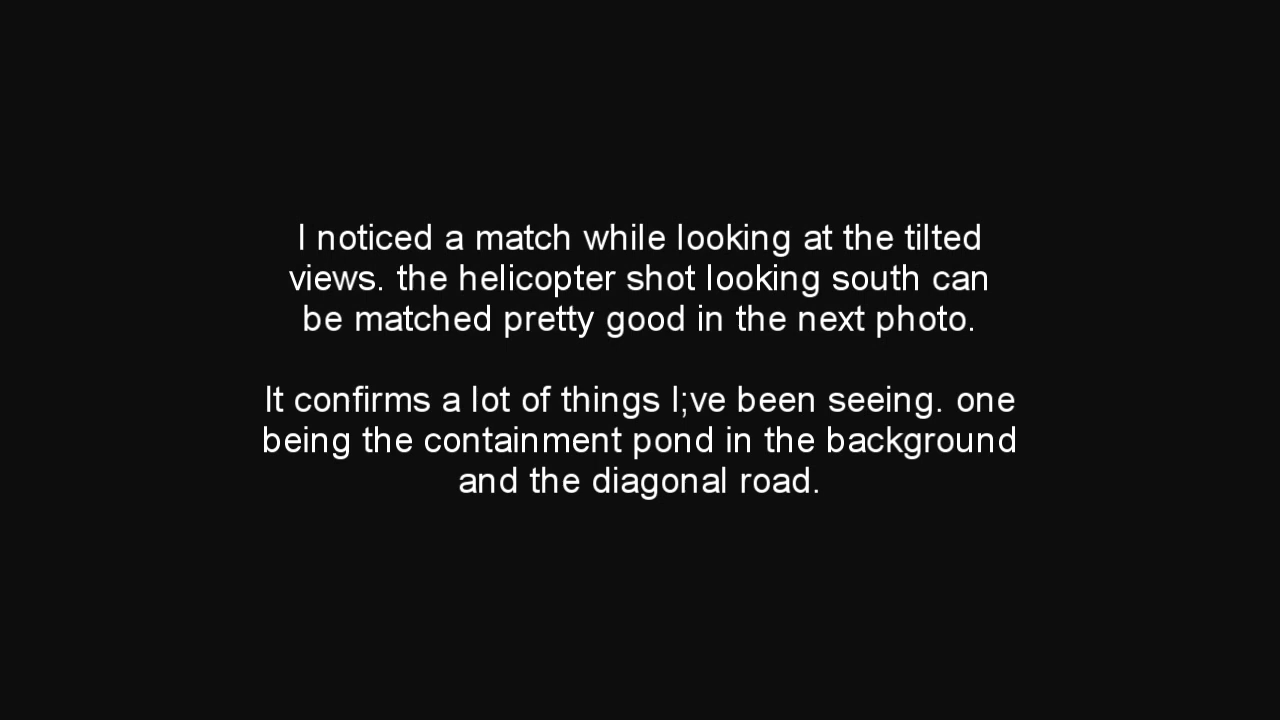 I noticed a match while looking at the tilted
views. the helicopter shot looking south can
be matched pretty good in the next photo.
It confirms a lot of things I;ve been seeing. one
being the containment pond in the background
and the diagonal road.